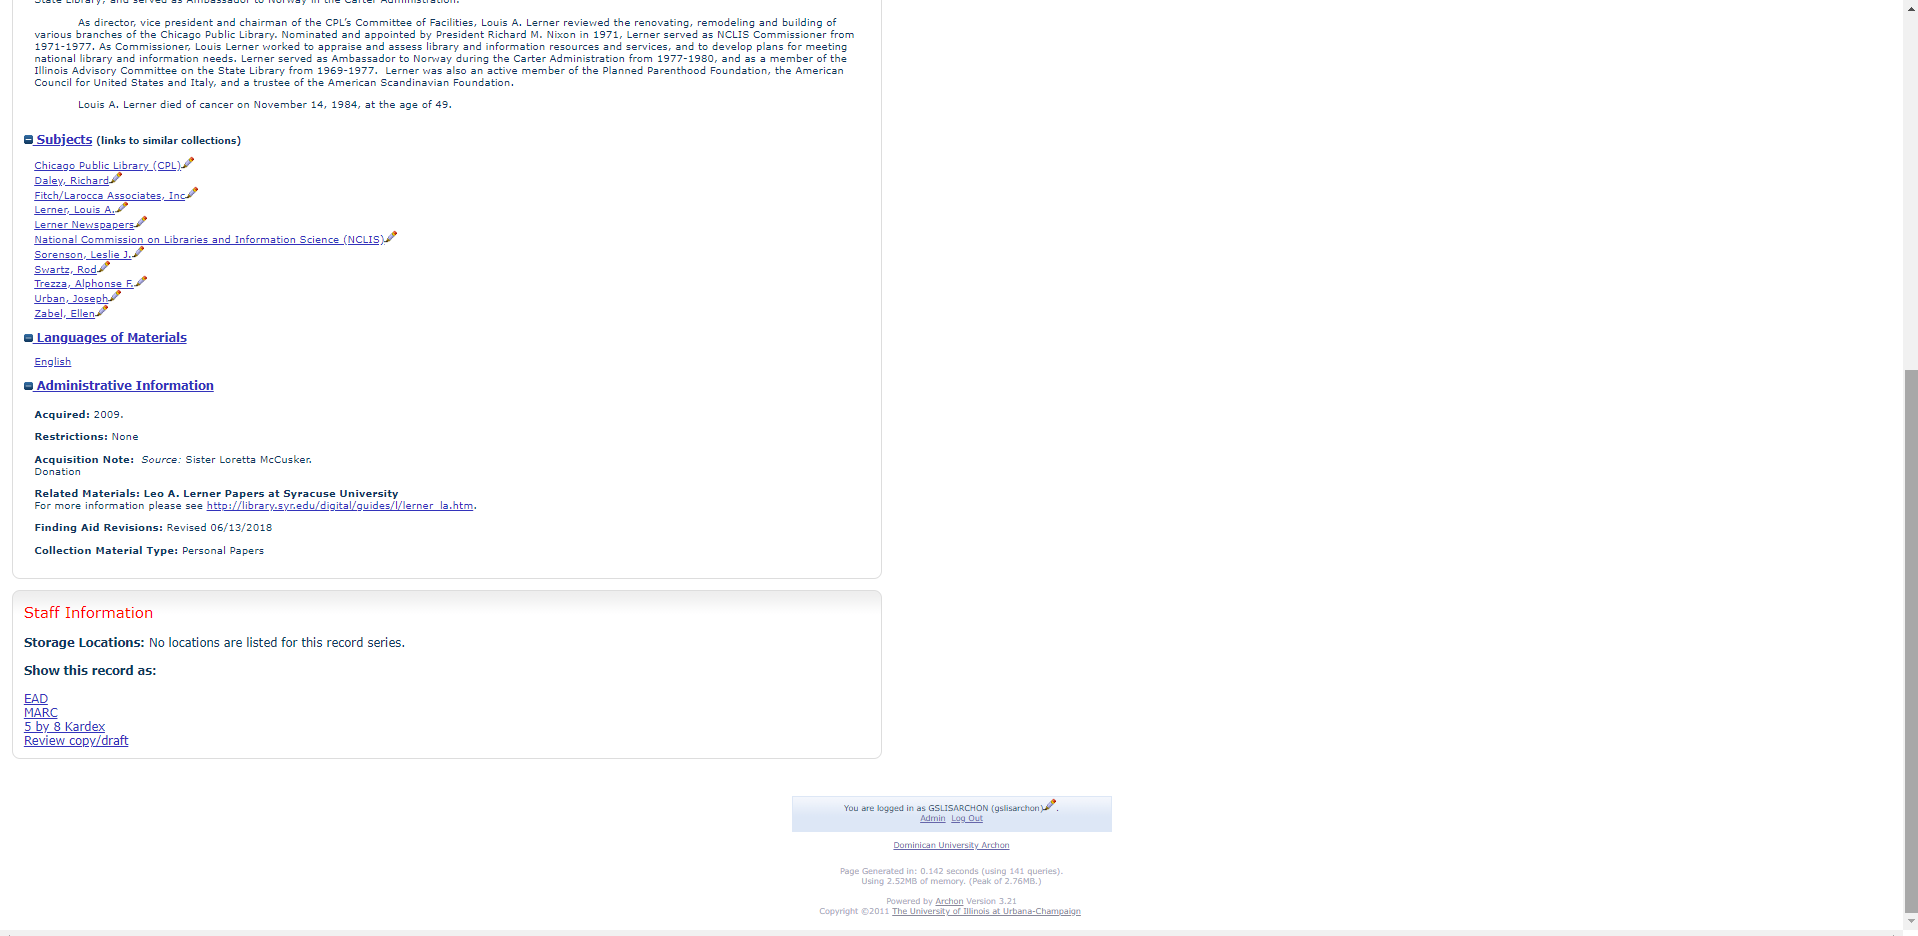 State Library, and served as Ambassador to Norway in the Carter Administration.
As director, vice president and chairman of the CPL's Committee of Facilities, Louis A. Lerner reviewed the renovating, remodeling and building of
various branches of the Chicago Public Library. Nominated and appointed by President Richard M. Nixon in 1971, Lerner served as NCLIS Commissioner from
1971-1977. As Commissioner, Louis Lerner worked to appraise and assess library and information resources and services, and to develop plans for meeting
national library and information needs. Lerner served as Ambassador to Norway during the Carter Administration from 1977-1980, and as a member of the
Illinois Advisory Committee on the State Library from 1969-1977.  Lerner was also an active member of the Planned Parenthood Foundation, the American
Council for United States and Italy, and a trustee of the American Scandinavian Foundation.
Louis A. Lerner died of cancer on November 14, 1984, at the age of 49.
Subjects (links to similar collections)
Chicago Public Library (CPL)
Daley, Richard
Fitch/Larocca Associates, Inc
Lerner, Louis A.
Lerner Newspapers
National Commission on Libraries and Information Science (NCLIS)
Sorenson, Leslie J.
Swartz, Rod
Trezza, Alphonse F.
Urban, Joseph
Zabel, Ellen
Languages of Materials
English
Administrative Information
Acquired: 2009.
Restrictions: None
Acquisition Note:  Source: Sister Loretta McCusker.
Donation
Related Materials: Leo A. Lerner Papers at Syracuse University
For more information please see http://library.syr.edu/digital/guides/l/lerner_la.htm.
Finding Aid Revisions: Revised 06/13/2018
Collection Material Type: Personal Papers
Staff Information
Storage Locations: No locations are listed for this record series.
Show this record as:
EAD
MARC
5 by 8 Kardex
Review copy/draft
You are logged in as GSLISARCHON (gslisarchon) .
Admin  Log Out
Dominican University Archon
Page Generated in: 0.142 seconds (using 141 queries).
Using 2.52MB of memory. (Peak of 2.76MB.)
Powered by Archon Version 3.21
Copyright ©2011 The University of Illinois at Urbana-Champaign